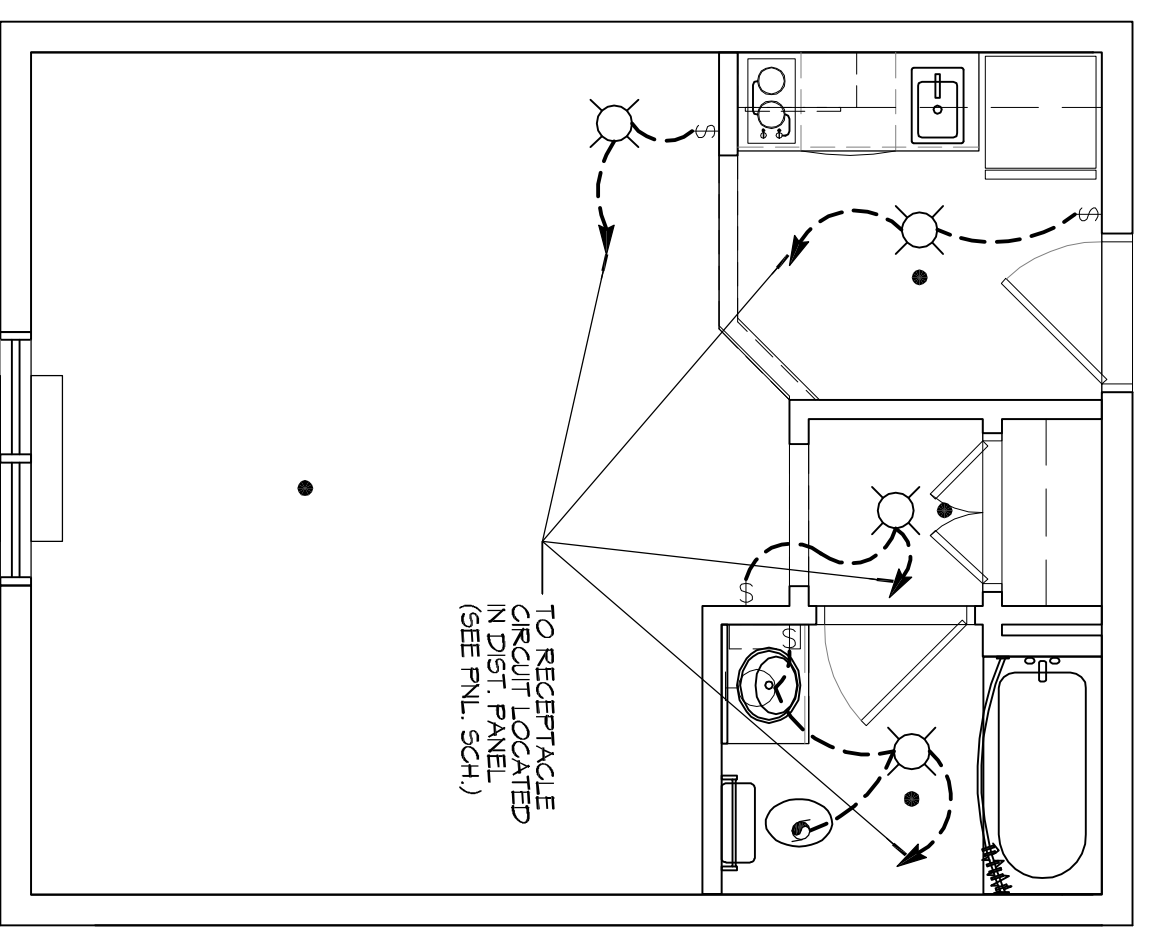 TO RECEPTACLE
CIRCUIT LOCATED
IN DIST. PANEL
(SEE PNL. SCH.)
S
S
S
S